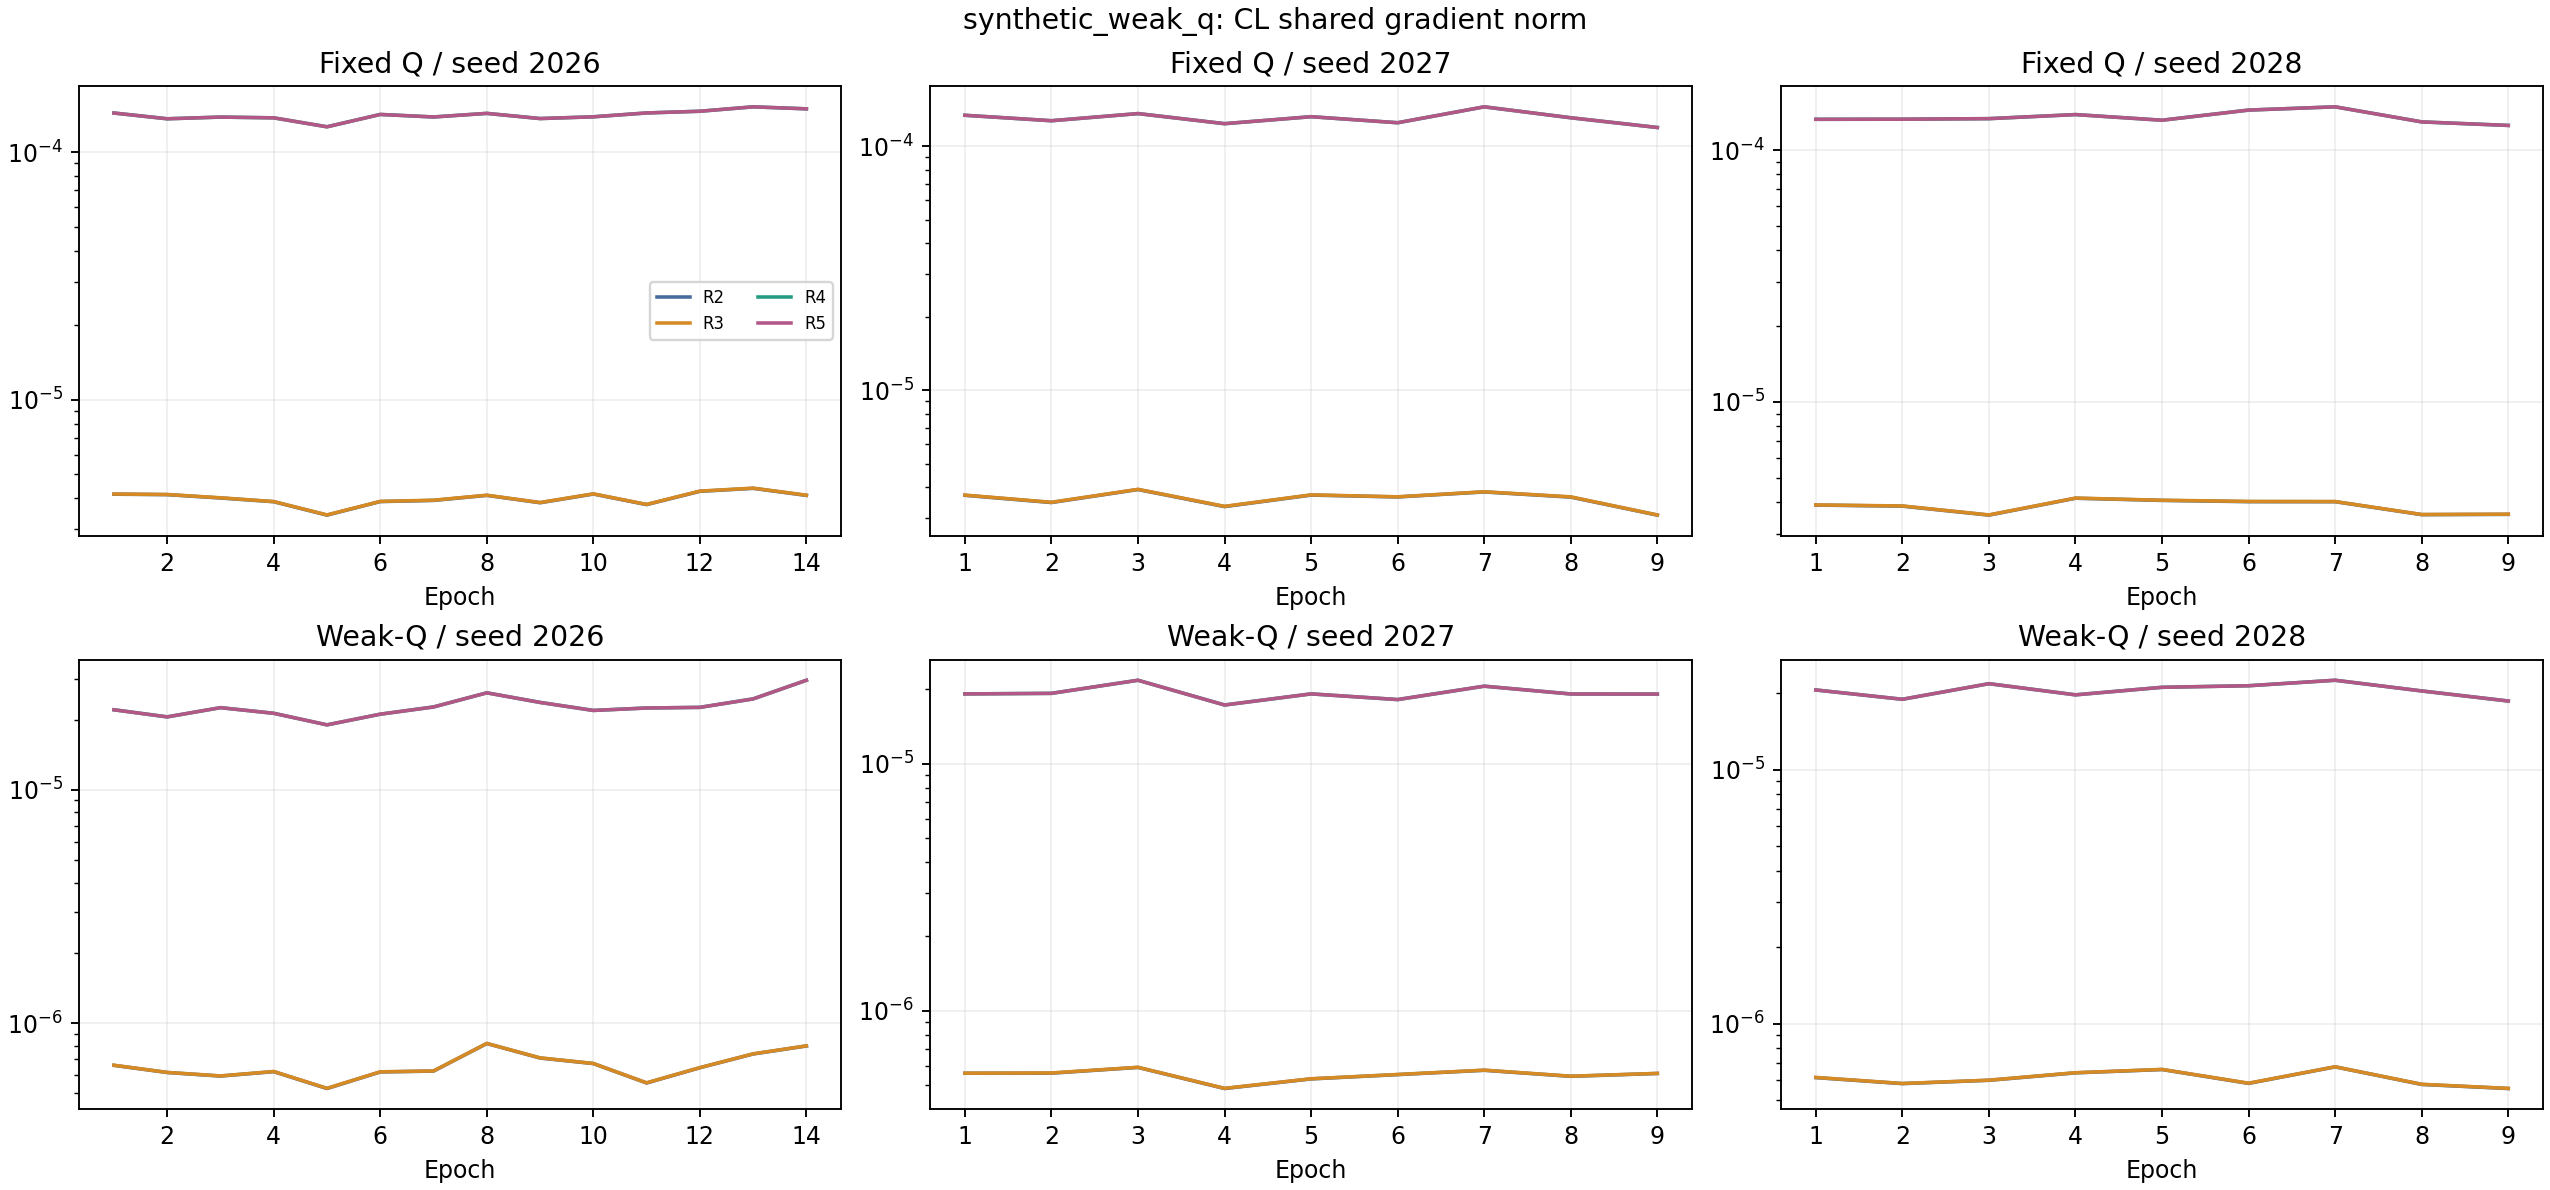 synthetic_weak_q: CL shared gradient norm
Fixed Q / seed 2026
10⁻⁴
10⁻⁵
R2 R4
R3 R5
2 4 6 8 10 12 14
Epoch
Fixed Q / seed 2027
10⁻⁴
10⁻⁵
1 2 3 4 5 6 7 8 9
Epoch
Fixed Q / seed 2028
10⁻⁴
10⁻⁵
1 2 3 4 5 6 7 8 9
Epoch
Weak-Q / seed 2026
10⁻⁵
10⁻⁶
2 4 6 8 10 12 14
Epoch
Weak-Q / seed 2027
10⁻⁵
10⁻⁶
1 2 3 4 5 6 7 8 9
Epoch
Weak-Q / seed 2028
10⁻⁵
10⁻⁶
1 2 3 4 5 6 7 8 9
Epoch